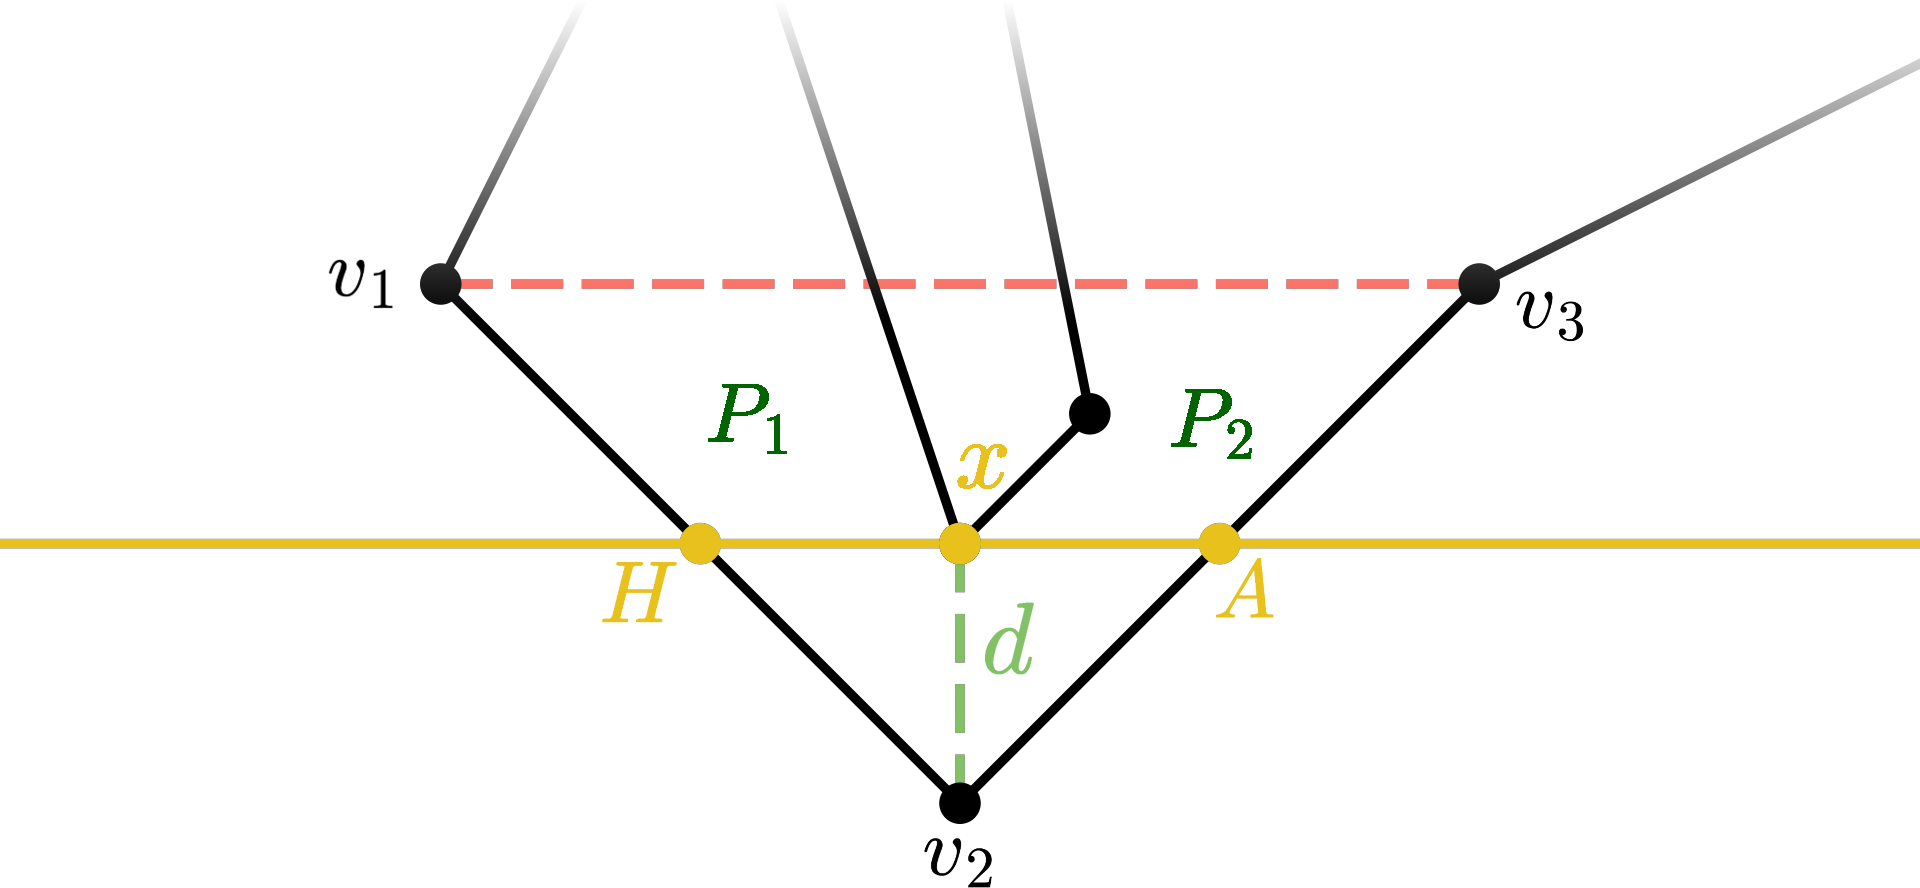 v₁
v₃
P₁
P₂
x
H
A
d
v₂